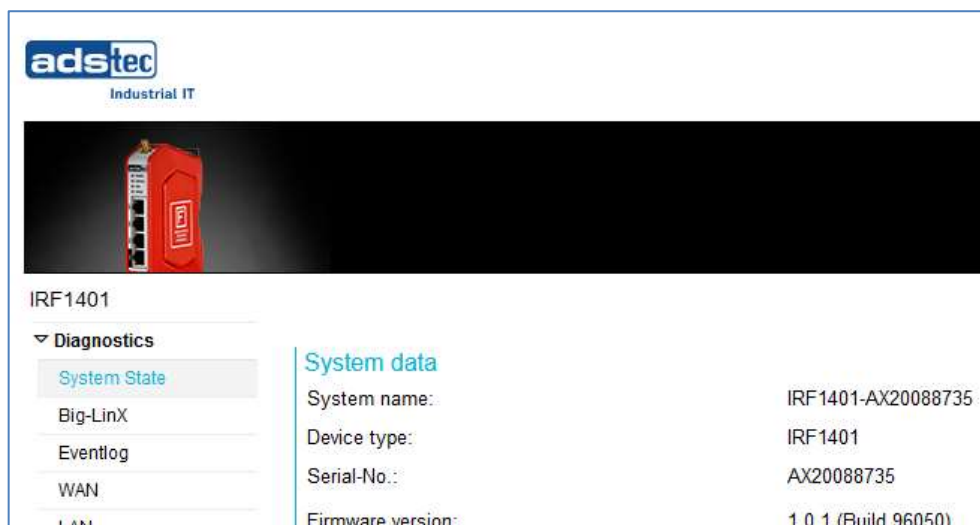 adstec
Industrial IT
IRF1401
Diagnostics
System State
Big-LinX
Eventlog
WAN
LAN
System data
System name: IRF1401-AX20088735
Device type: IRF1401
Serial-No.: AX20088735
Firmware version: 1.0.1 (Build 96050)